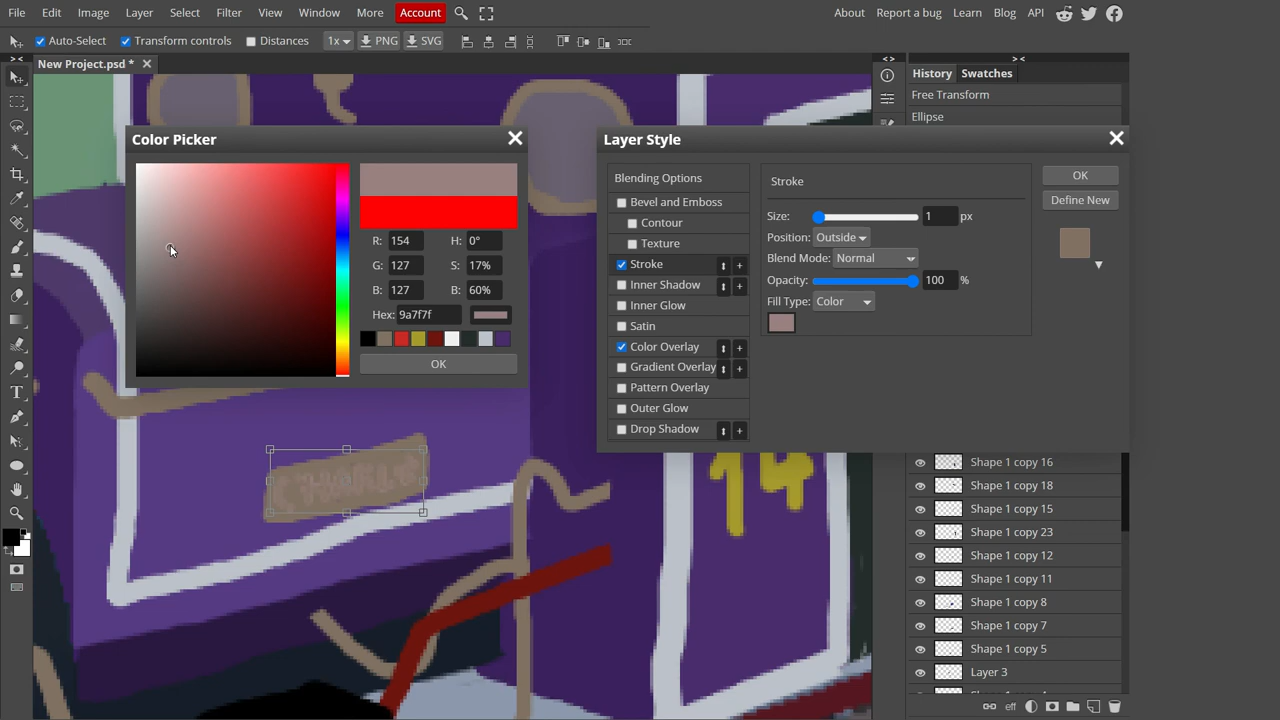 File Edit Image Layer Select Filter View Window More Account About Report a bug Learn Blog API
Auto-Select Transform controls Distances 1x PNG SVG
New Project.psd *
History Swatches
Free Transform
Ellipse
Color Picker
R: 154 H: 0°
G: 127 S: 17%
B: 127 B: 60%
Hex: 9a7f7f
OK
Layer Style
Blending Options
Bevel and Emboss
Contour
Texture
Stroke
Inner Shadow
Inner Glow
Satin
Color Overlay
Gradient Overlay
Pattern Overlay
Outer Glow
Drop Shadow
Stroke
Size: 1 px
Position: Outside
Blend Mode: Normal
Opacity: 100 %
Fill Type: Color
OK
Define New
14
Shape 1 copy 16
Shape 1 copy 18
Shape 1 copy 15
Shape 1 copy 23
Shape 1 copy 12
Shape 1 copy 11
Shape 1 copy 8
Shape 1 copy 7
Shape 1 copy 5
Layer 3
eff